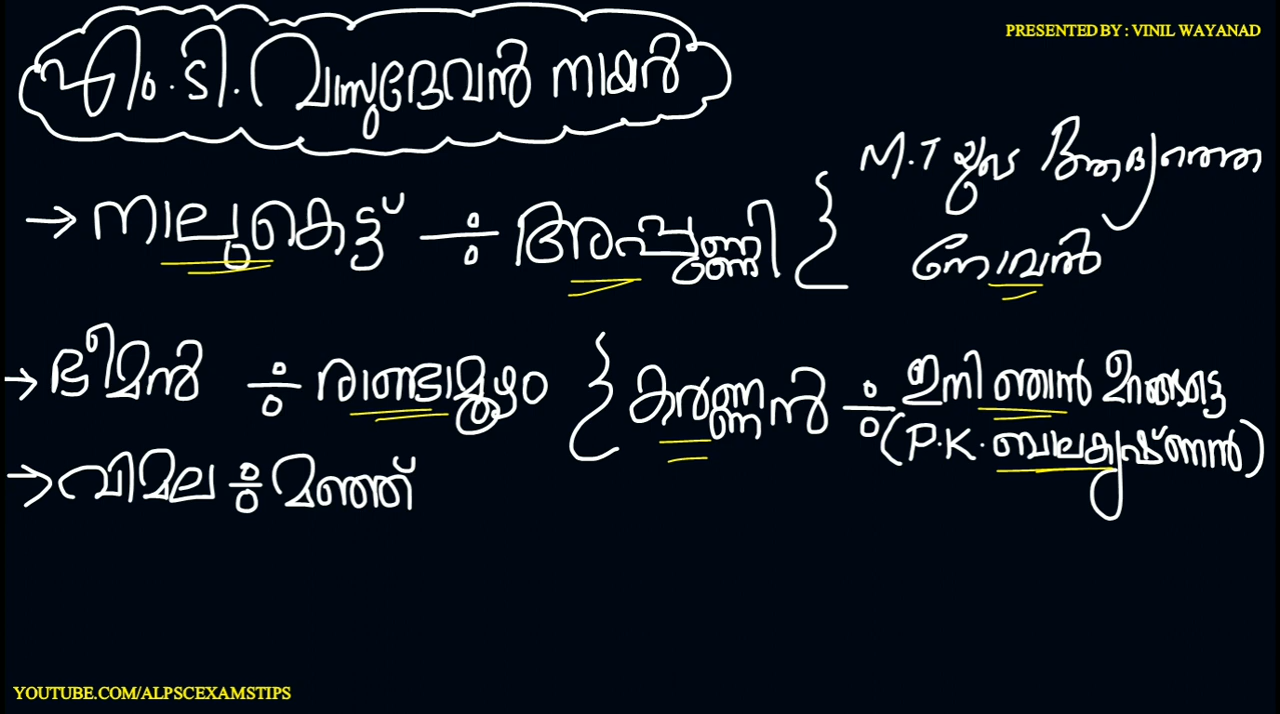 PRESENTED BY : VINIL WAYANAD
എം.ടി. വാസുദേവൻ നായർ
→ നാലുകെട്ട് ÷ അപ്പുണ്ണി } M.T യുടെ ആദ്യത്തെ
നോവൽ
→ ഭീമൻ ÷ രണ്ടാമൂഴം } കർണ്ണൻ ÷ ഇനി ഞാൻ ഉറങ്ങട്ടെ
(P.K. ബാലകൃഷ്ണൻ)
→ വിമല ÷ മഞ്ഞ്
YOUTUBE.COM/ALPSCEXAMSTIPS